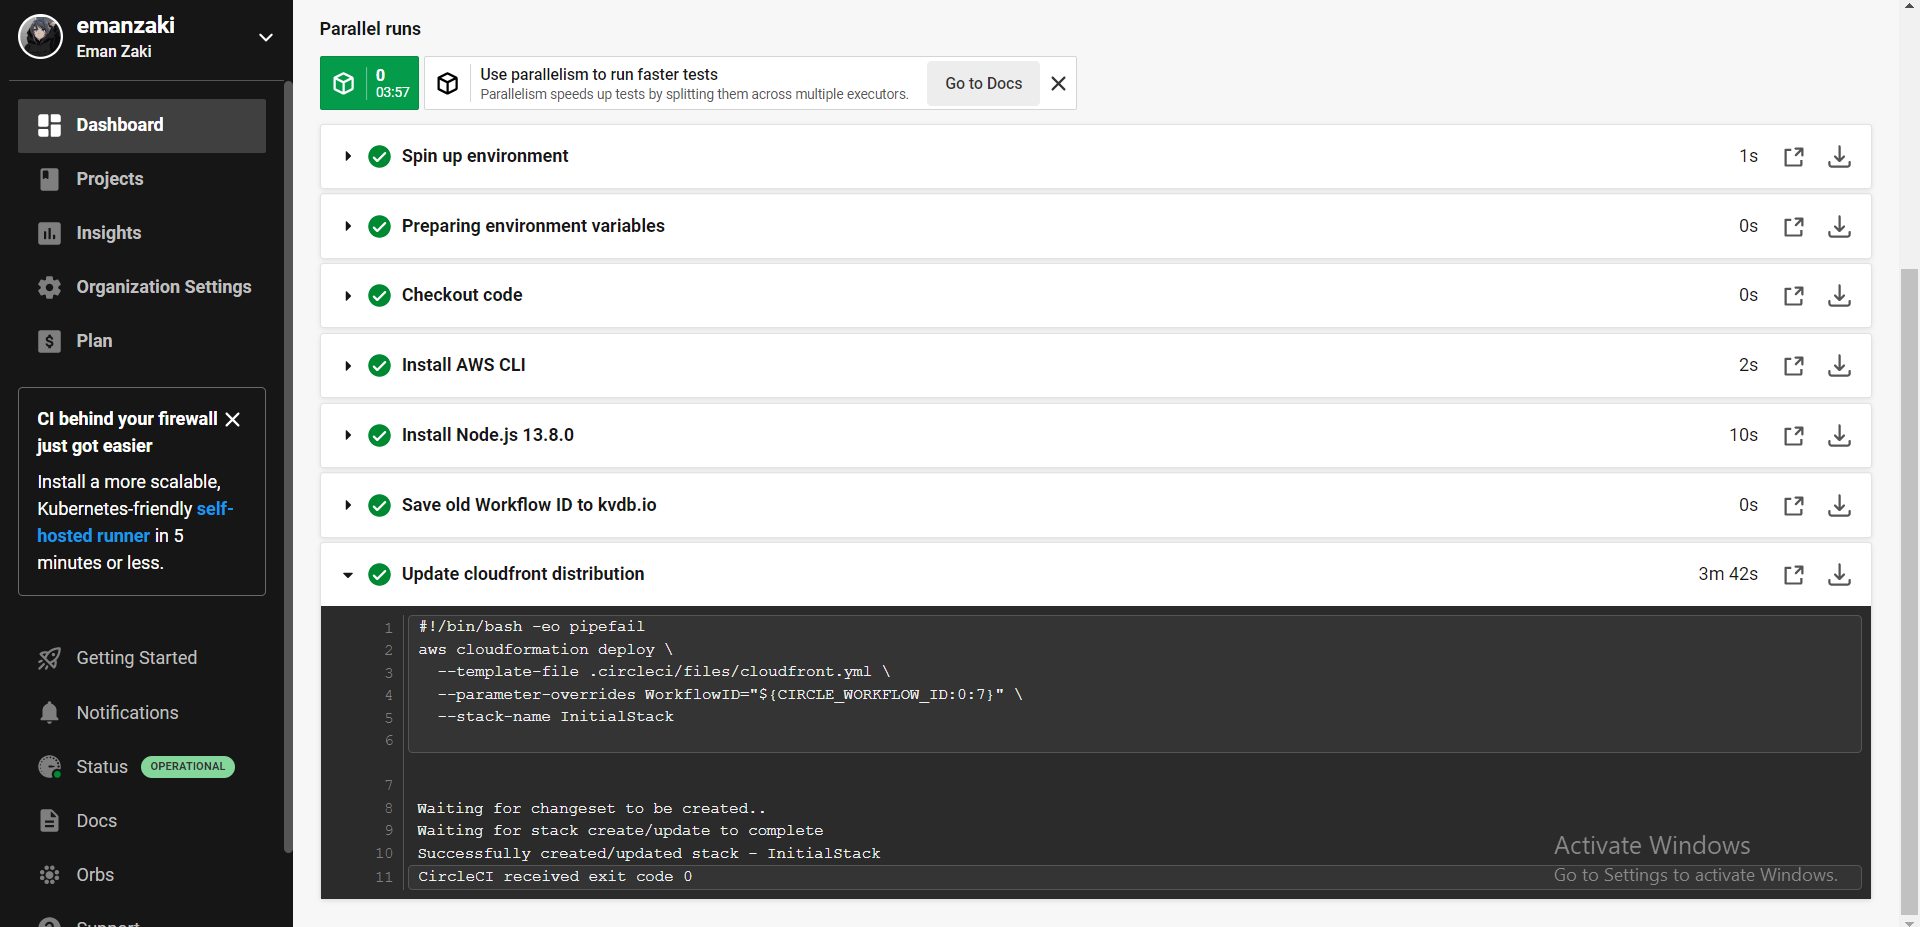 emanzaki
Eman Zaki
Dashboard
Projects
Insights
Organization Settings
Plan
CI behind your firewall
just got easier
Install a more scalable,
Kubernetes-friendly self-
hosted runner in 5
minutes or less.
Getting Started
Notifications
Status OPERATIONAL
Docs
Orbs
Support
Parallel runs
0
03:57
Use parallelism to run faster tests
Parallelism speeds up tests by splitting them across multiple executors.
Go to Docs
Spin up environment 1s
Preparing environment variables 0s
Checkout code 0s
Install AWS CLI 2s
Install Node.js 13.8.0 10s
Save old Workflow ID to kvdb.io 0s
Update cloudfront distribution 3m 42s
1 #!/bin/bash -eo pipefail
2 aws cloudformation deploy \
3 --template-file .circleci/files/cloudfront.yml \
4 --parameter-overrides WorkflowID="${CIRCLE_WORKFLOW_ID:0:7}" \
5 --stack-name InitialStack
6
7
8 Waiting for changeset to be created..
9 Waiting for stack create/update to complete
10 Successfully created/updated stack - InitialStack
11 CircleCI received exit code 0
Activate Windows
Go to Settings to activate Windows.